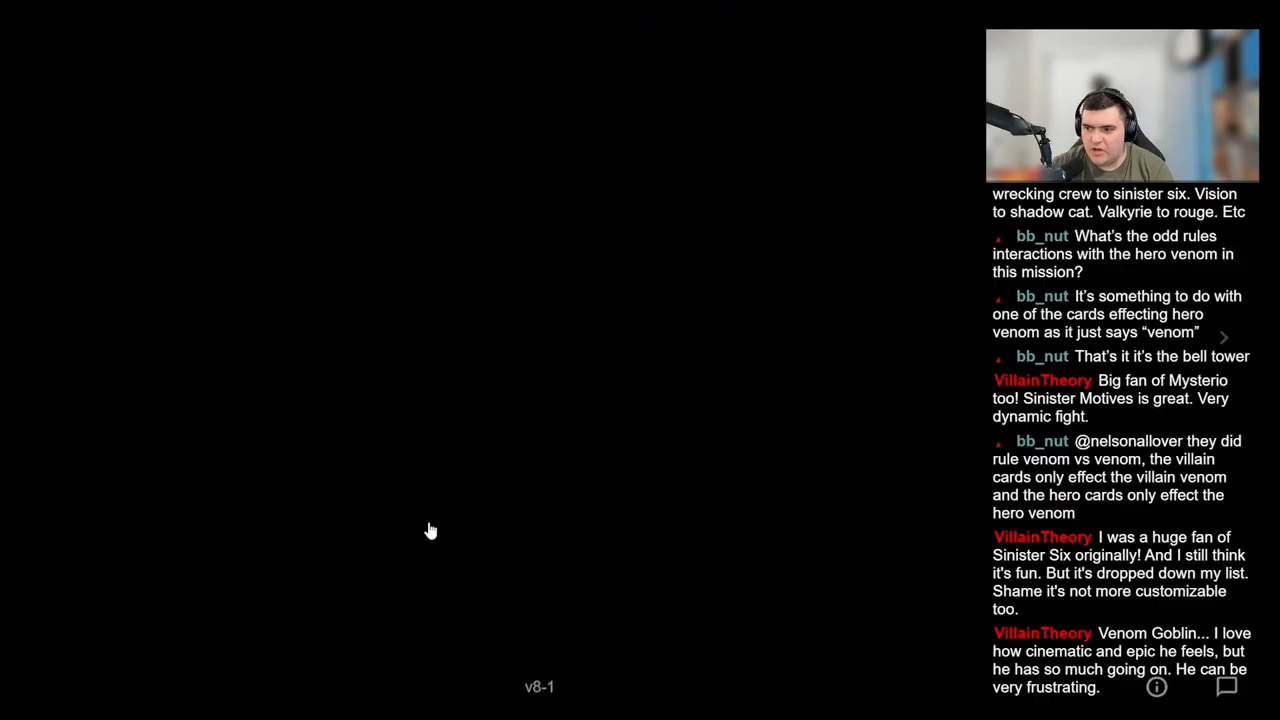 wrecking crew to sinister six. Vision
to shadow cat. Valkyrie to rouge. Etc
bb_nut What's the odd rules
interactions with the hero venom in
this mission?
bb_nut It's something to do with
one of the cards effecting hero
venom as it just says “venom”
bb_nut That's it it's the bell tower
VillainTheory Big fan of Mysterio
too! Sinister Motives is great. Very
dynamic fight.
bb_nut @nelsonallover they did
rule venom vs venom, the villain
cards only effect the villain venom
and the hero cards only effect the
hero venom
VillainTheory I was a huge fan of
Sinister Six originally! And I still think
it's fun. But it's dropped down my list.
Shame it's not more customizable
too.
VillainTheory Venom Goblin... I love
how cinematic and epic he feels, but
he has so much going on. He can be
very frustrating.
v8-1